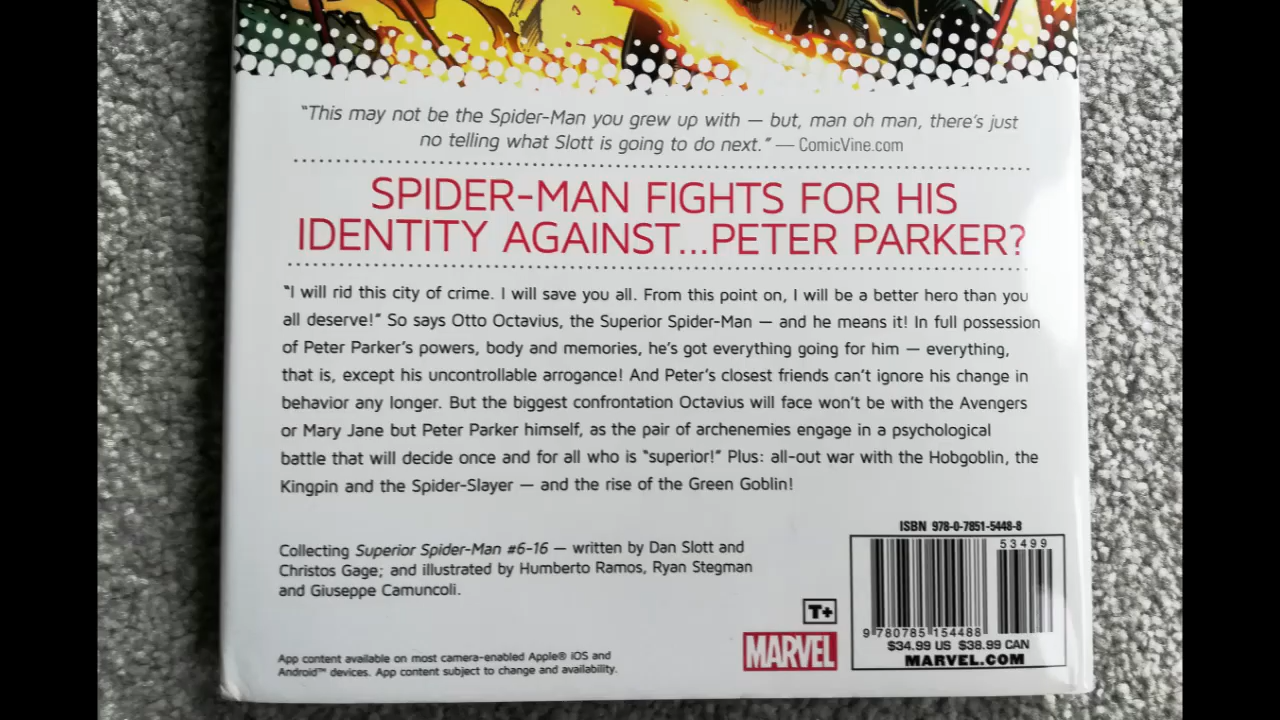 “This may not be the Spider-Man you grew up with — but, man oh man, there’s just
no telling what Slott is going to do next.” — ComicVine.com
SPIDER-MAN FIGHTS FOR HIS
IDENTITY AGAINST...PETER PARKER?
“I will rid this city of crime. I will save you all. From this point on, I will be a better hero than you
all deserve!” So says Otto Octavius, the Superior Spider-Man — and he means it! In full possession
of Peter Parker’s powers, body and memories, he’s got everything going for him — everything,
that is, except his uncontrollable arrogance! And Peter’s closest friends can’t ignore his change in
behavior any longer. But the biggest confrontation Octavius will face won’t be with the Avengers
or Mary Jane but Peter Parker himself, as the pair of archenemies engage in a psychological
battle that will decide once and for all who is “superior!” Plus: all-out war with the Hobgoblin, the
Kingpin and the Spider-Slayer — and the rise of the Green Goblin!
Collecting Superior Spider-Man #6-16 — written by Dan Slott and
Christos Gage; and illustrated by Humberto Ramos, Ryan Stegman
and Giuseppe Camuncoli.
App content available on most camera-enabled Apple® iOS and
Android™ devices. App content subject to change and availability.
T+
MARVEL
ISBN 978-0-7851-5448-8
53499
9 780785 154488
$34.99 US $38.99 CAN
MARVEL.COM